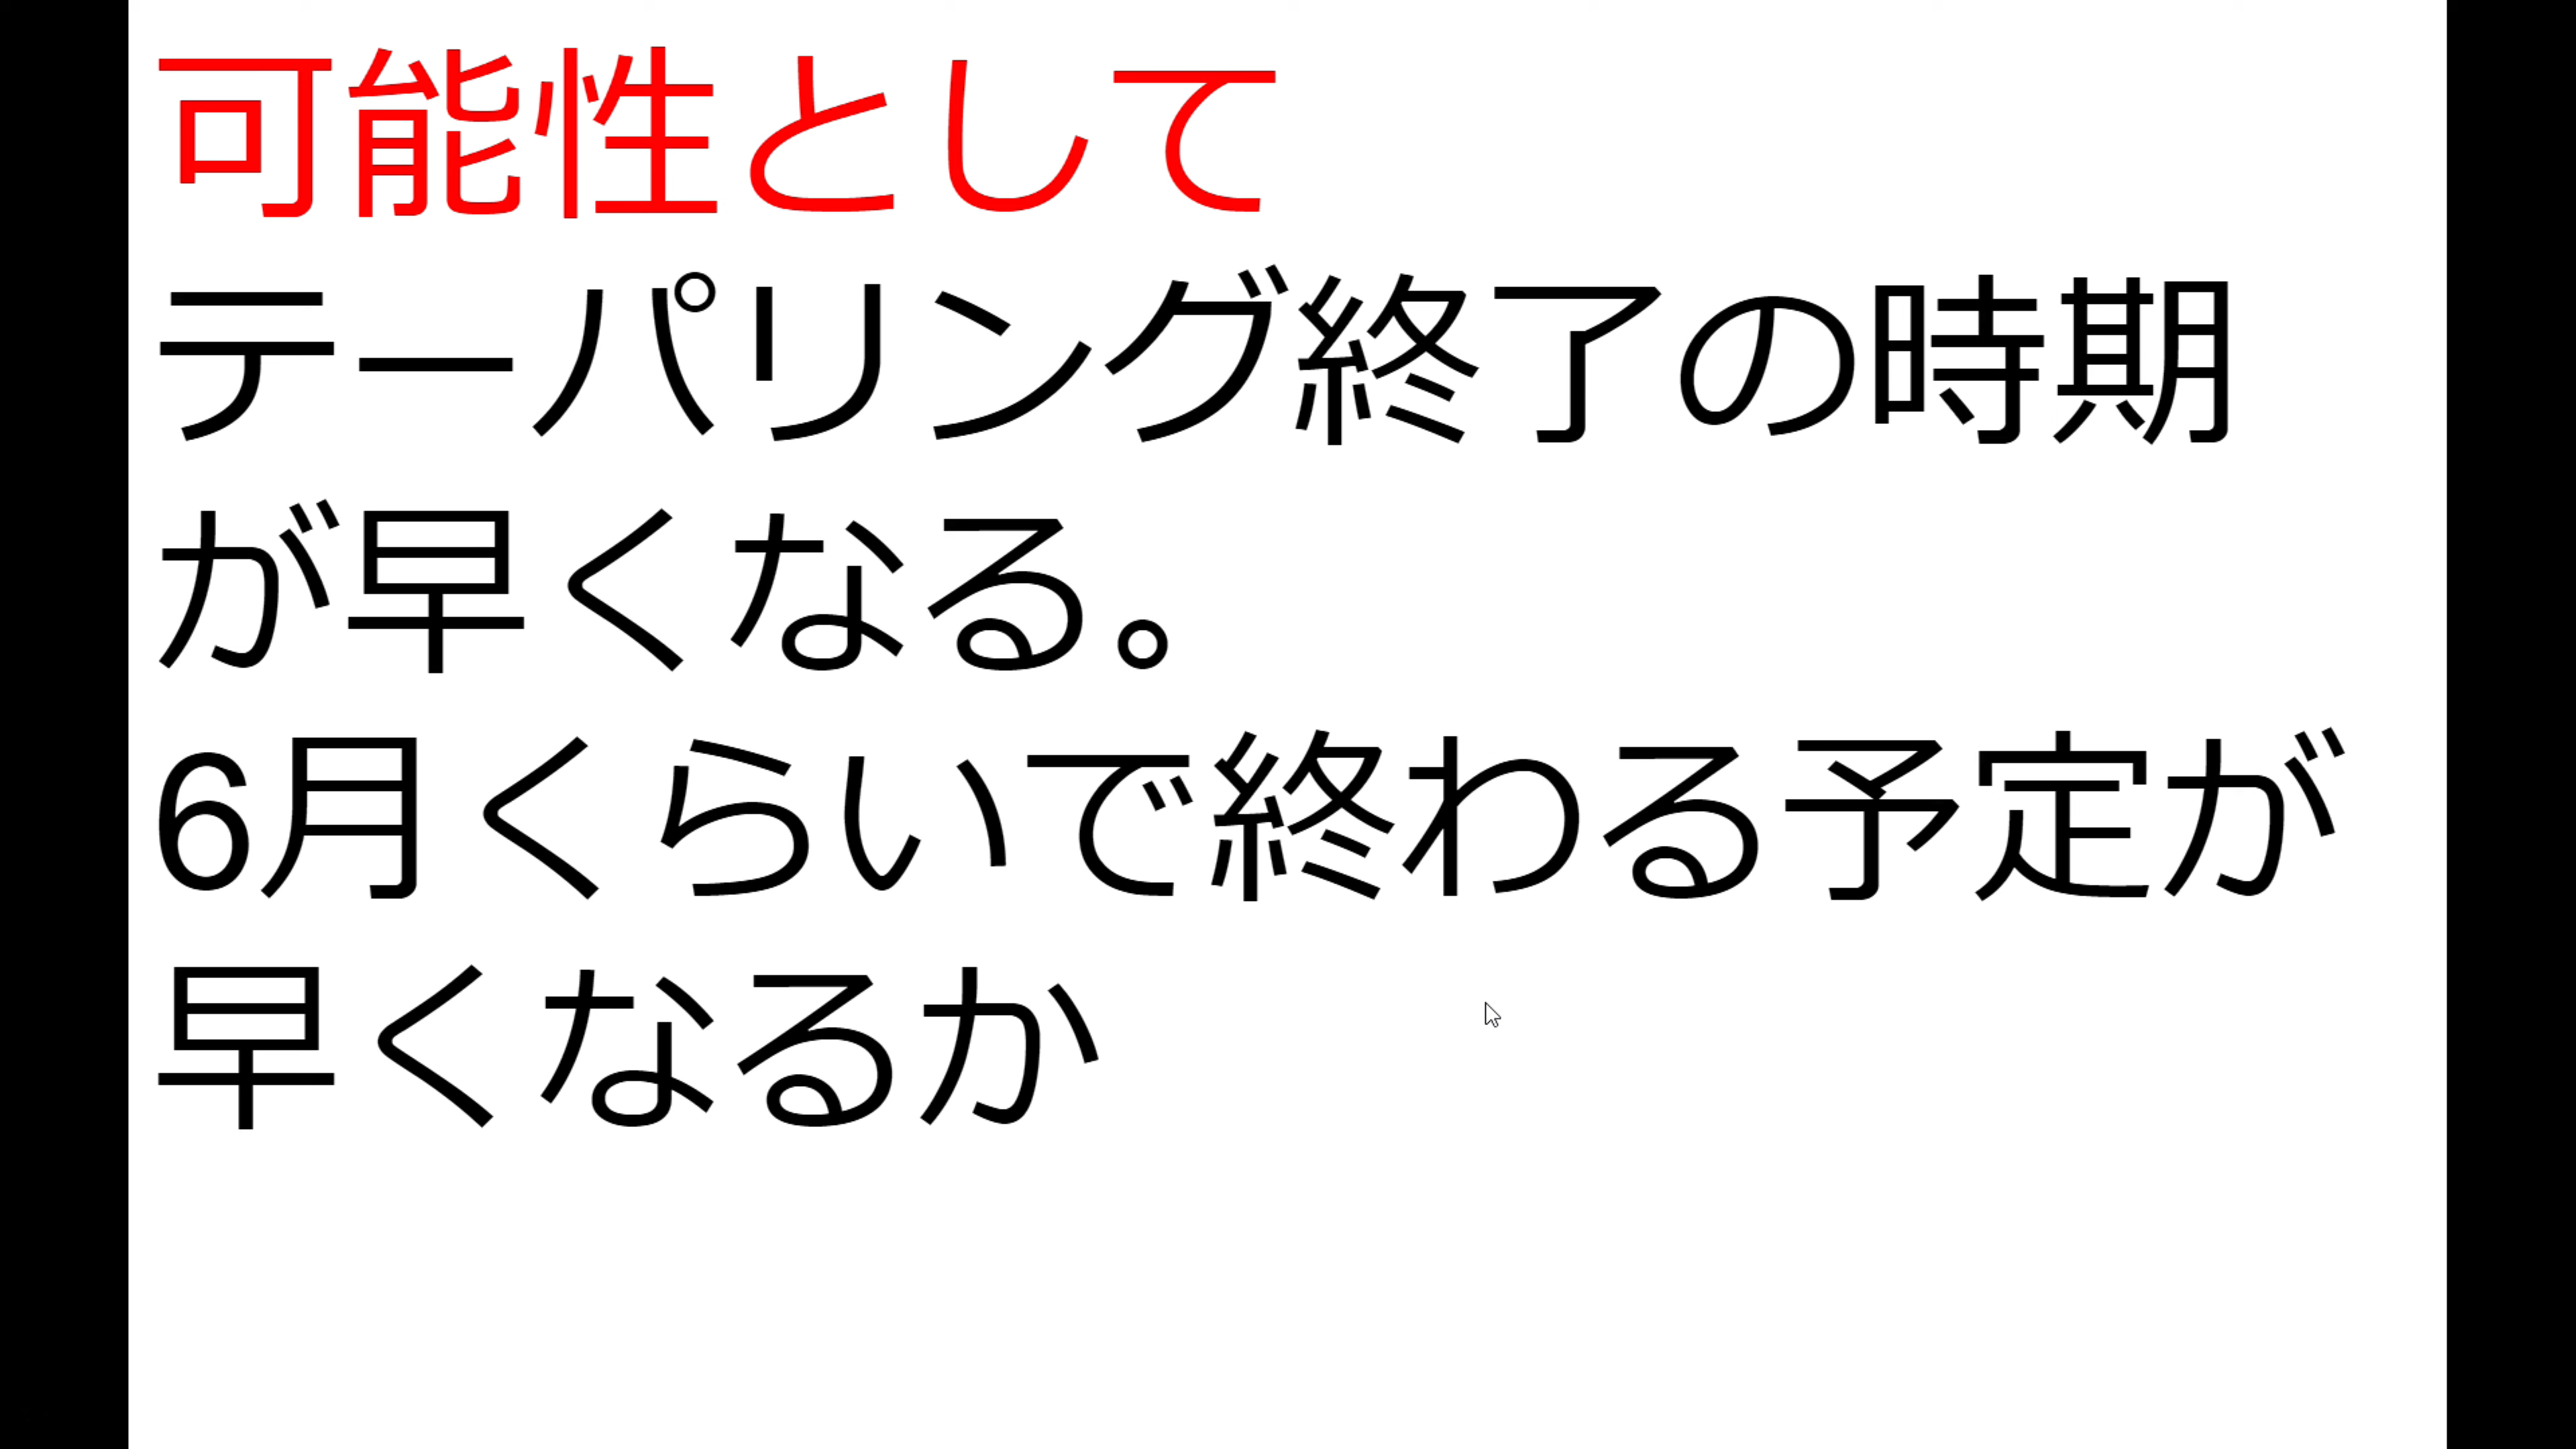 可能性として
テーパリング終了の時期
が早くなる。
6月くらいで終わる予定が
早くなるか